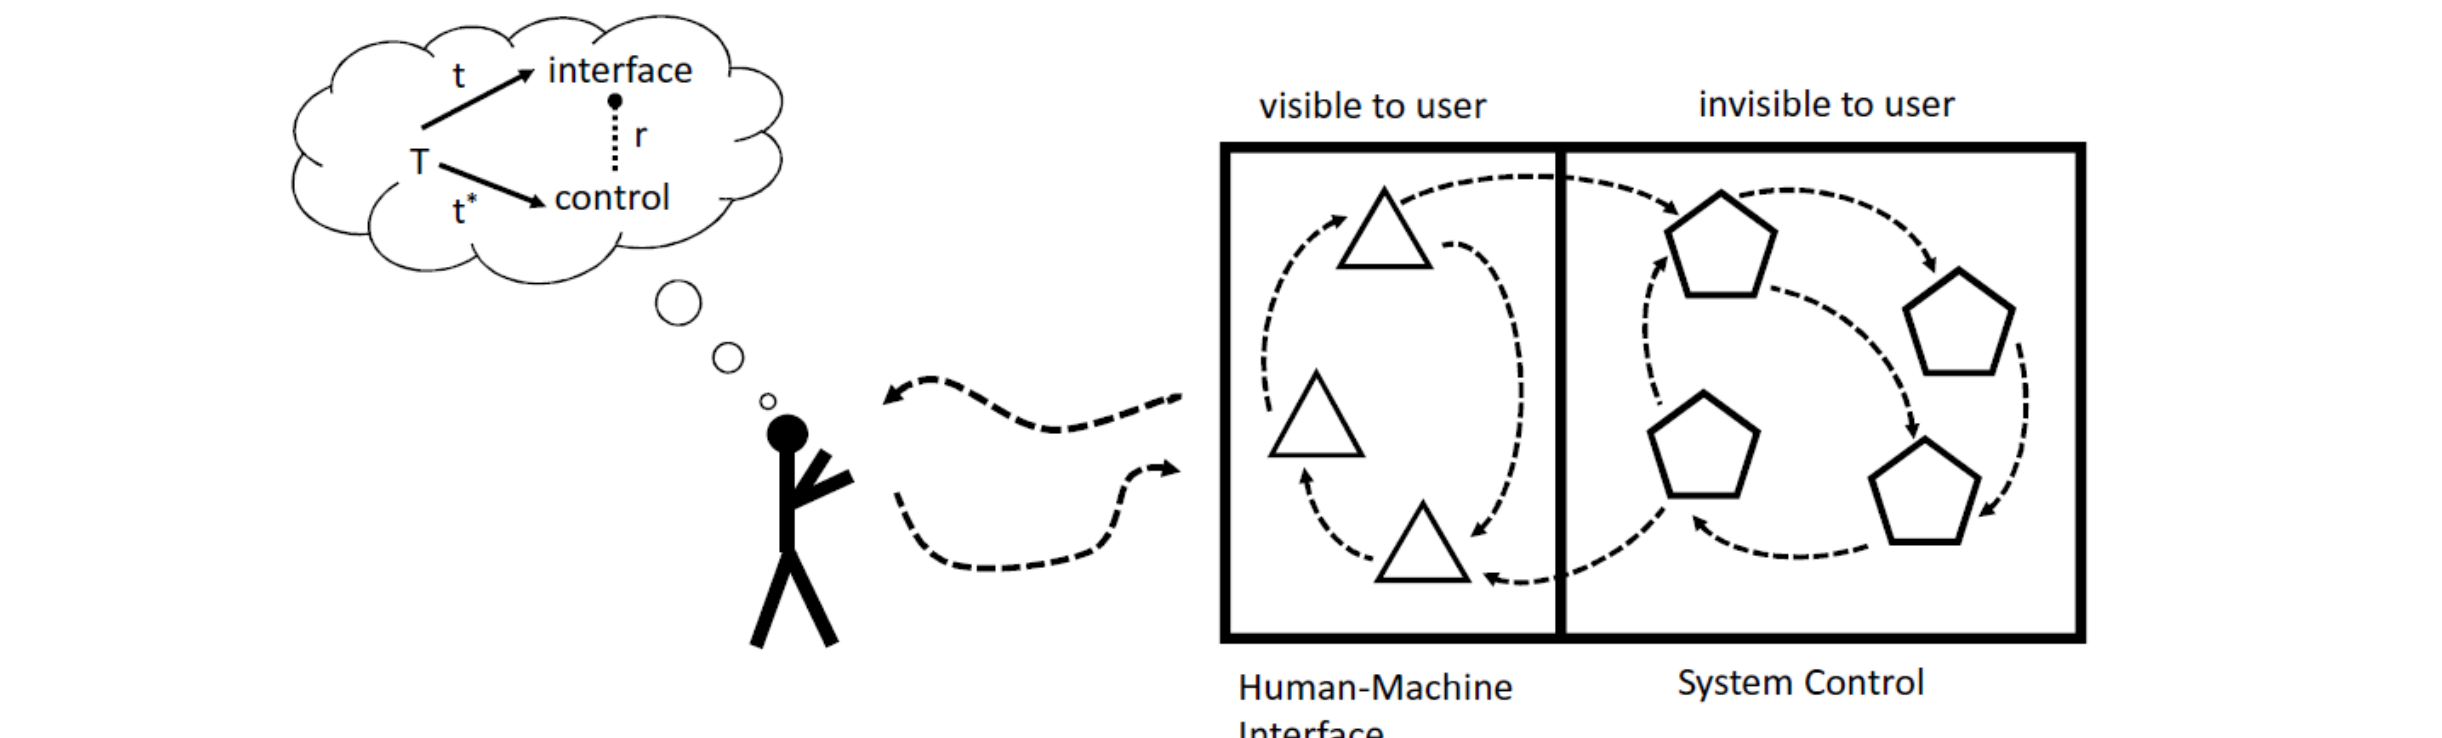 t
interface
r
T
control
t*
visible to user
invisible to user
Human-Machine
Interface
System Control